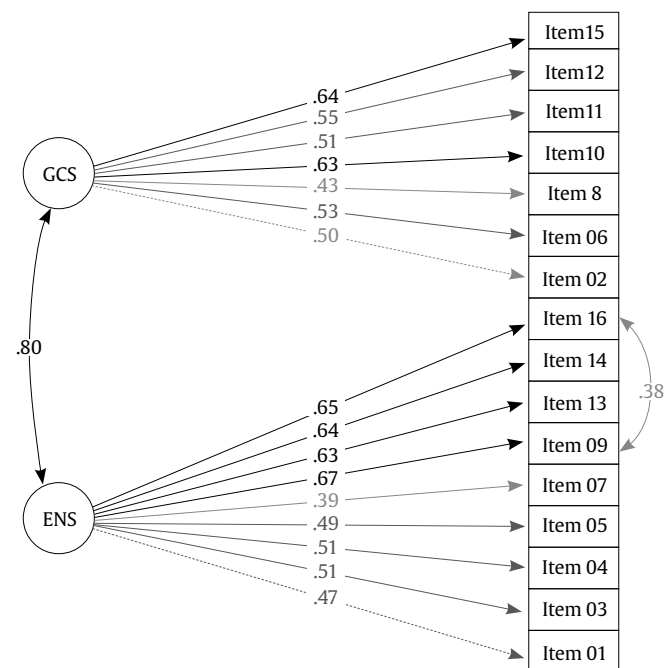 Item15
Item12
Item11
Item10
Item 8
Item 06
Item 02
Item 16
Item 14
Item 13
Item 09
Item 07
Item 05
Item 04
Item 03
Item 01
GCS
ENS
.64
.55
.51
.63
.43
.53
.50
.80
.38
.65
.64
.63
.67
.39
.49
.51
.51
.47